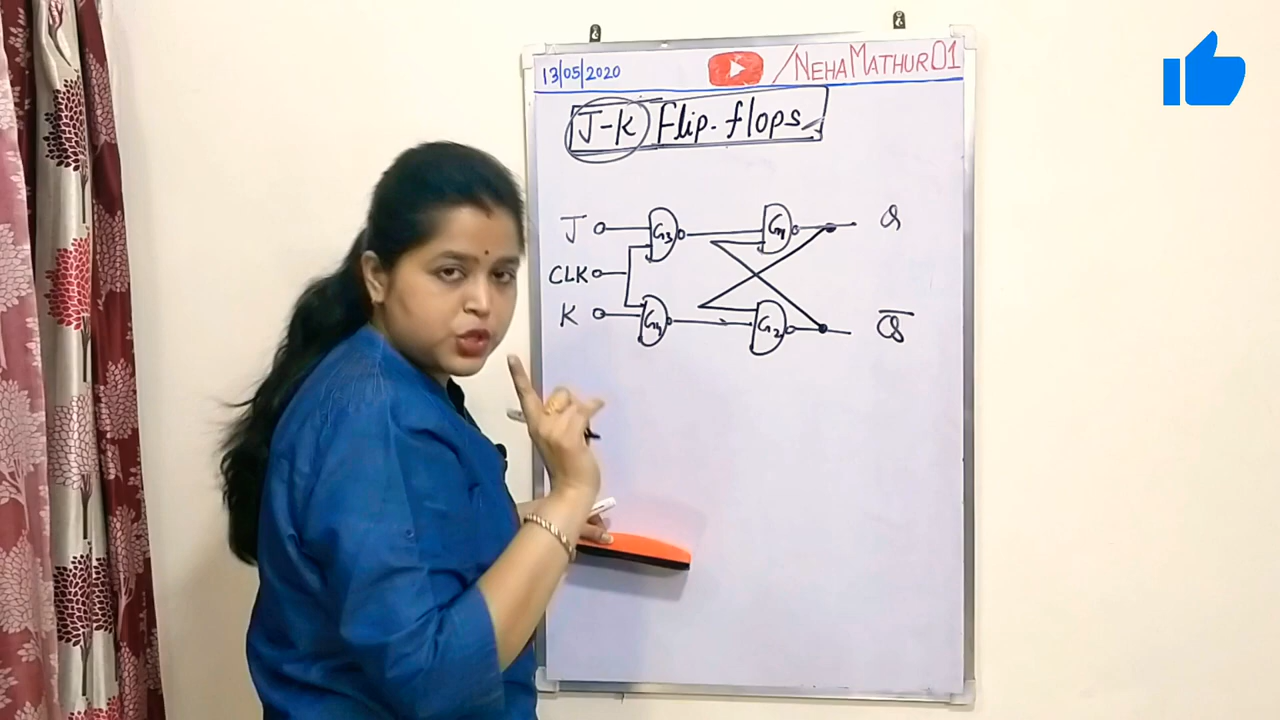 13/05/2020 /NEHAMATHUR01
J-K Flip-flops
J G3 G1 Q
CLK
K G4 G2 Q̅